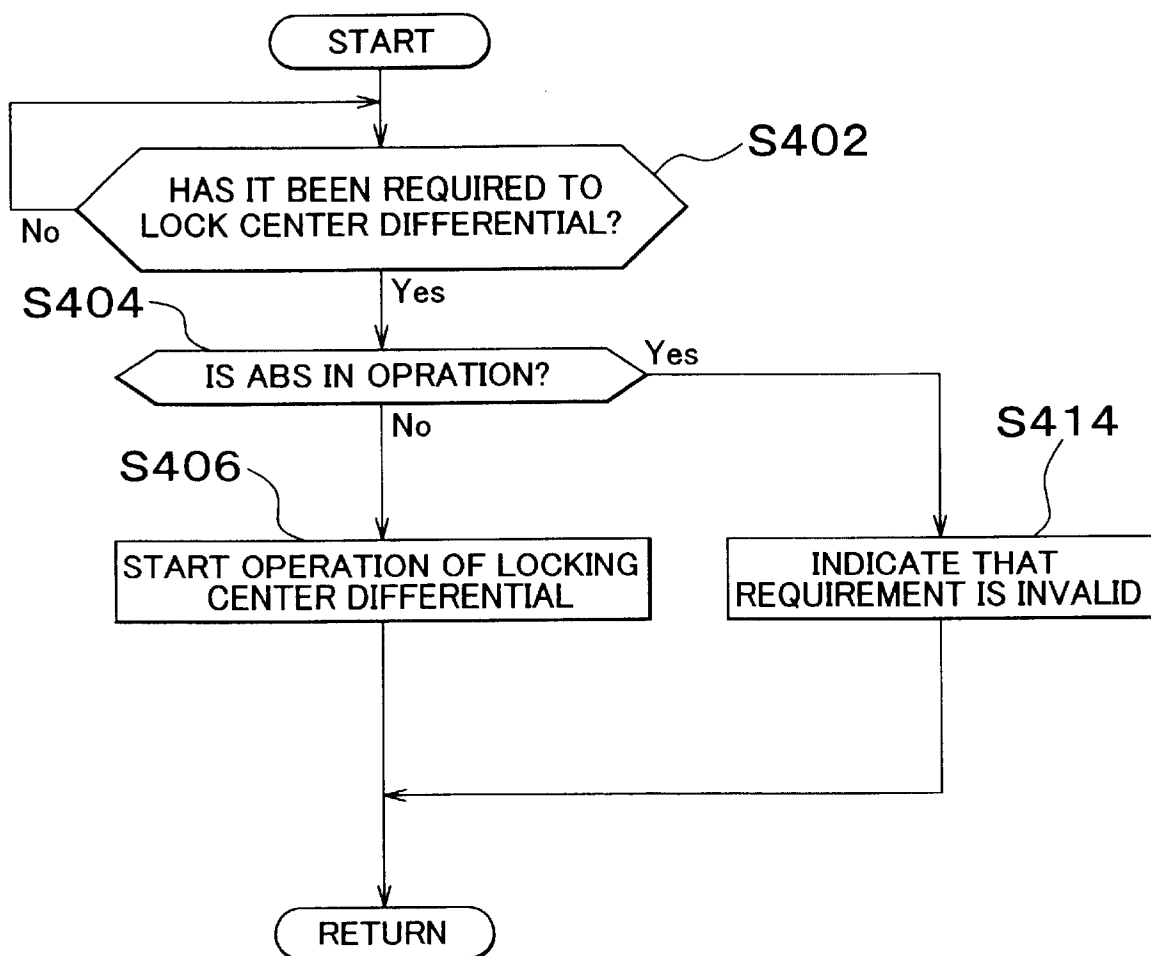 START
S402
HAS IT BEEN REQUIRED TO
LOCK CENTER DIFFERENTIAL?
No
Yes
S404
IS ABS IN OPRATION?
Yes
No
S406
S414
START OPERATION OF LOCKING
CENTER DIFFERENTIAL
INDICATE THAT
REQUIREMENT IS INVALID
RETURN